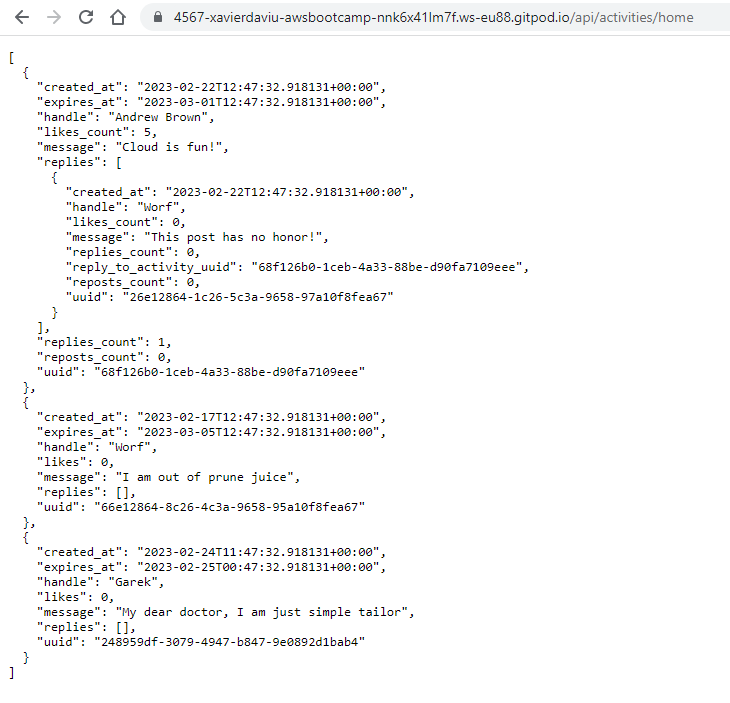 4567-xavierdaviu-awsbootcamp-nnk6x41lm7f.ws-eu88.gitpod.io/api/activities/home
[
  {
    "created_at": "2023-02-22T12:47:32.918131+00:00",
    "expires_at": "2023-03-01T12:47:32.918131+00:00",
    "handle": "Andrew Brown",
    "likes_count": 5,
    "message": "Cloud is fun!",
    "replies": [
      {
        "created_at": "2023-02-22T12:47:32.918131+00:00",
        "handle": "Worf",
        "likes_count": 0,
        "message": "This post has no honor!",
        "replies_count": 0,
        "reply_to_activity_uuid": "68f126b0-1ceb-4a33-88be-d90fa7109eee",
        "reposts_count": 0,
        "uuid": "26e12864-1c26-5c3a-9658-97a10f8fea67"
      }
    ],
    "replies_count": 1,
    "reposts_count": 0,
    "uuid": "68f126b0-1ceb-4a33-88be-d90fa7109eee"
  },
  {
    "created_at": "2023-02-17T12:47:32.918131+00:00",
    "expires_at": "2023-03-05T12:47:32.918131+00:00",
    "handle": "Worf",
    "likes": 0,
    "message": "I am out of prune juice",
    "replies": [],
    "uuid": "66e12864-8c26-4c3a-9658-95a10f8fea67"
  },
  {
    "created_at": "2023-02-24T11:47:32.918131+00:00",
    "expires_at": "2023-02-25T00:47:32.918131+00:00",
    "handle": "Garek",
    "likes": 0,
    "message": "My dear doctor, I am just simple tailor",
    "replies": [],
    "uuid": "248959df-3079-4947-b847-9e0892d1bab4"
  }
]